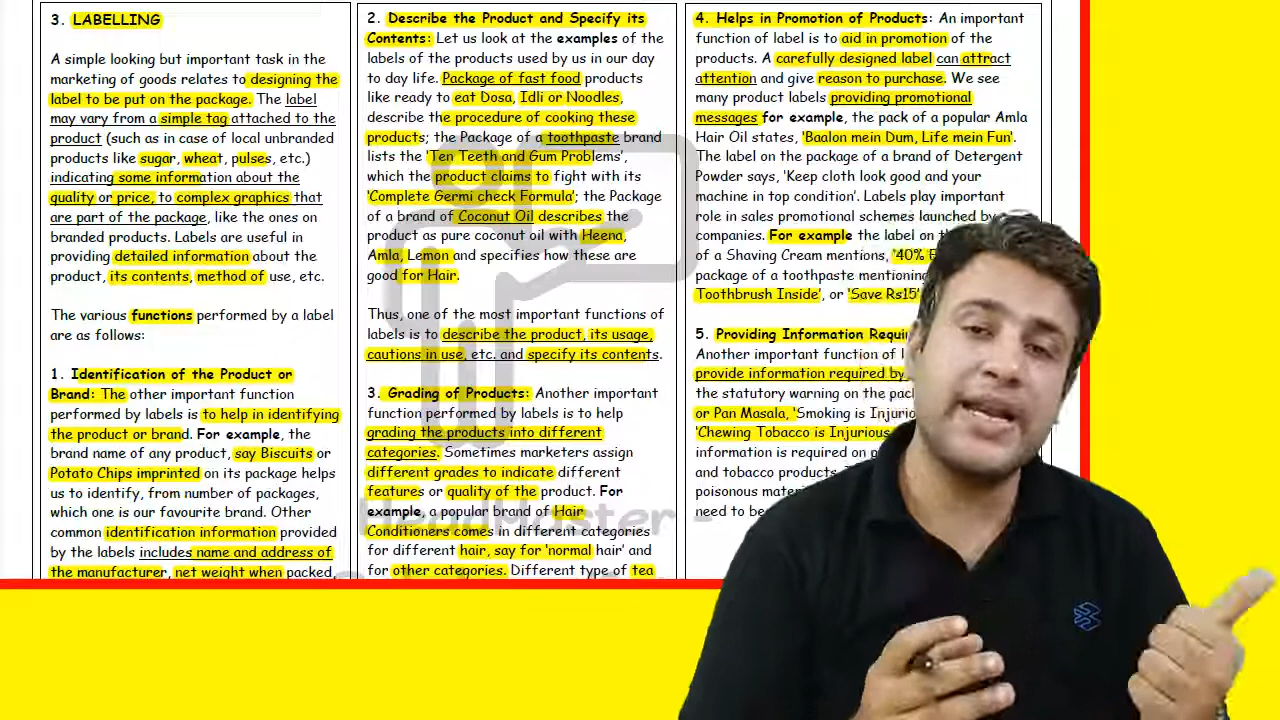 3. LABELLING
A simple looking but important task in the
marketing of goods relates to designing the
label to be put on the package. The label
may vary from a simple tag attached to the
product (such as in case of local unbranded
products like sugar, wheat, pulses, etc.)
indicating some information about the
quality or price, to complex graphics that
are part of the package, like the ones on
branded products. Labels are useful in
providing detailed information about the
product, its contents, method of use, etc.
The various functions performed by a label
are as follows:
1. Identification of the Product or
Brand: The other important function
performed by labels is to help in identifying
the product or brand. For example, the
brand name of any product, say Biscuits or
Potato Chips imprinted on its package helps
us to identify, from number of packages,
which one is our favourite brand. Other
common identification information provided
by the labels includes name and address of
the manufacturer, net weight when packed,
2. Describe the Product and Specify its
Contents: Let us look at the examples of the
labels of the products used by us in our day
to day life. Package of fast food products
like ready to eat Dosa, Idli or Noodles,
describe the procedure of cooking these
products; the Package of a toothpaste brand
lists the 'Ten Teeth and Gum Problems',
which the product claims to fight with its
'Complete Germi check Formula'; the Package
of a brand of Coconut Oil describes the
product as pure coconut oil with Heena,
Amla, Lemon and specifies how these are
good for Hair.
Thus, one of the most important functions of
labels is to describe the product, its usage,
cautions in use, etc. and specify its contents.
3. Grading of Products: Another important
function performed by labels is to help
grading the products into different
categories. Sometimes marketers assign
different grades to indicate different
features or quality of the product. For
example, a popular brand of Hair
Conditioners comes in different categories
for different hair, say for 'normal hair' and
for other categories. Different type of tea
4. Helps in Promotion of Products: An important
function of label is to aid in promotion of the
products. A carefully designed label can attract
attention and give reason to purchase. We see
many product labels providing promotional
messages for example, the pack of a popular Amla
Hair Oil states, 'Baalon mein Dum, Life mein Fun'.
The label on the package of a brand of Detergent
Powder says, 'Keep cloth look good and your
machine in top condition'. Labels play important
role in sales promotional schemes launched by
companies. For example the label on
of a Shaving Cream mentions, '40%
package of a toothpaste mentioning
Toothbrush Inside', or 'Save Rs15'
5. Providing Information
Another important function of
provide information required by
the statutory warning on the
or Pan Masala, 'Smoking is
'Chewing Tobacco is Injurious
information is required on
and tobacco products.
poisonous
need to
HeadMaster -